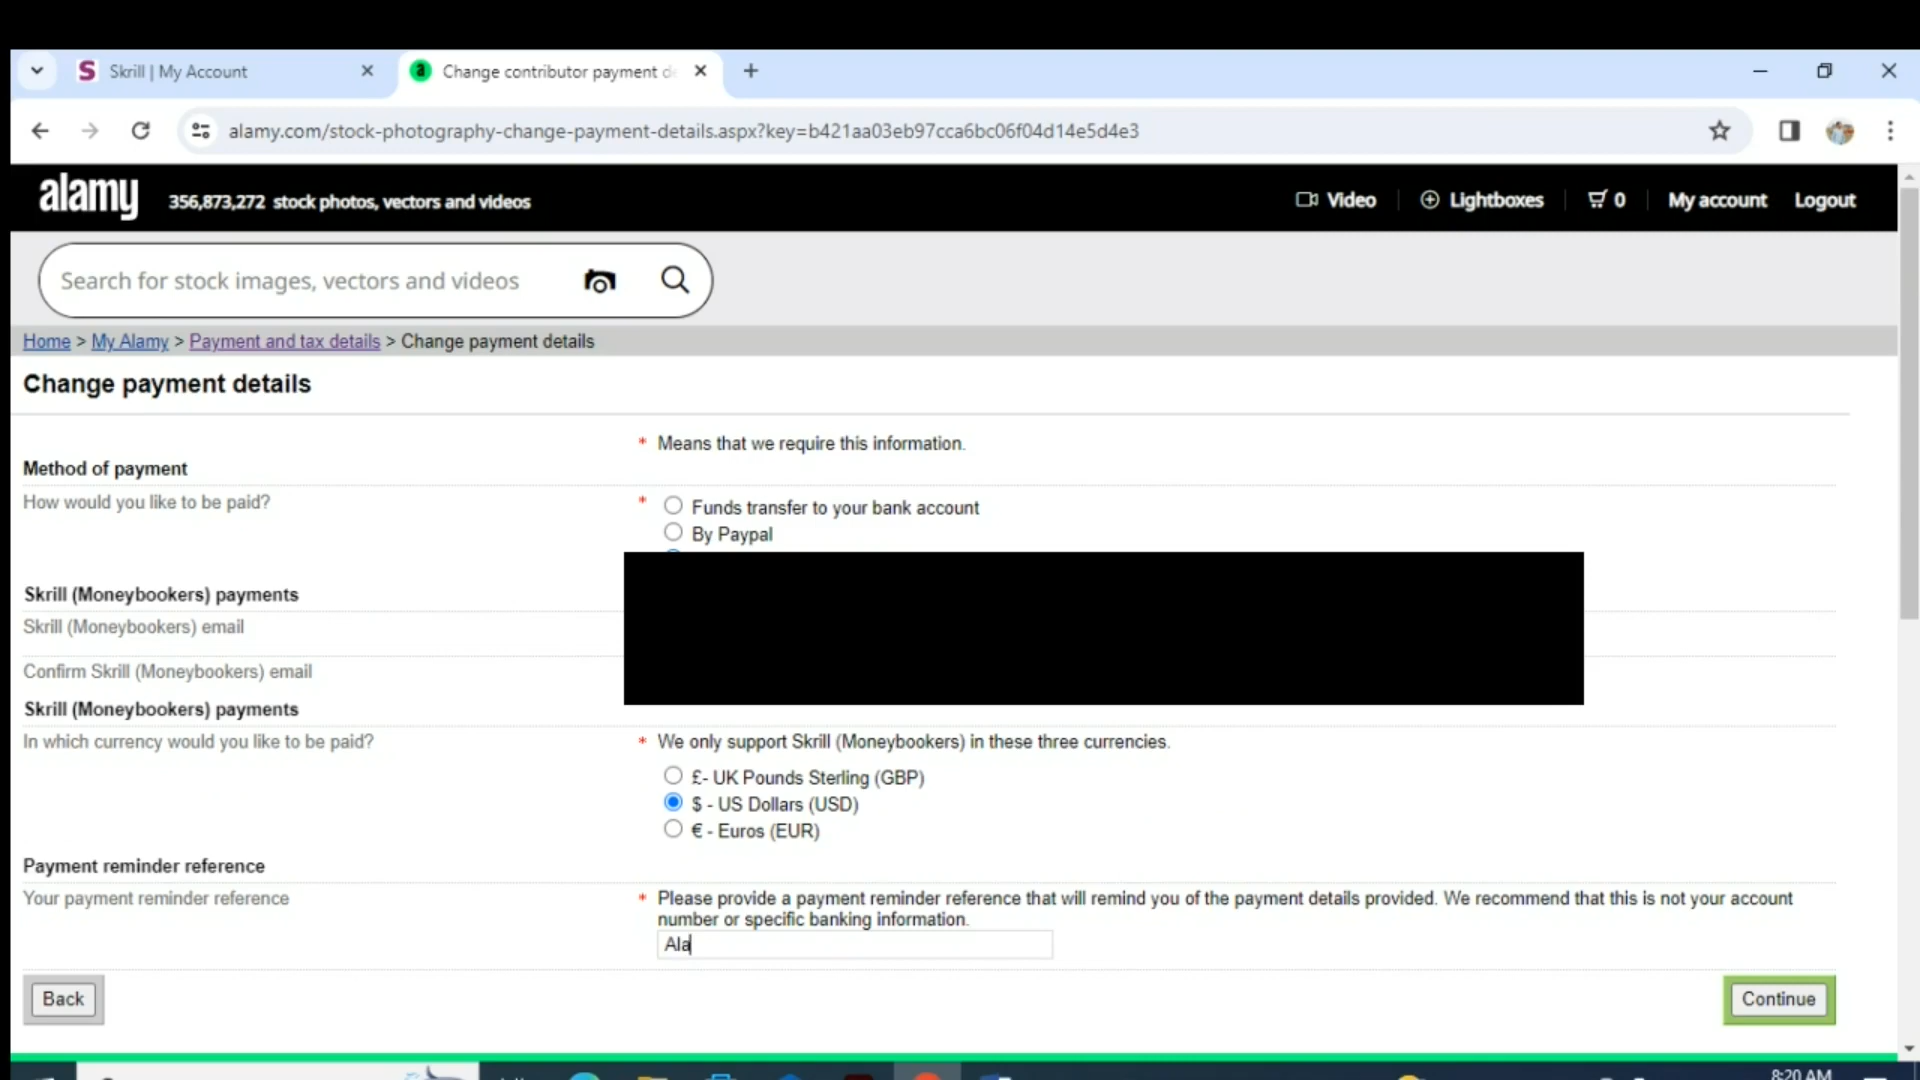 Skrill | My Account
Change contributor payment de
alamy.com/stock-photography-change-payment-details.aspx?key=b421aa03eb97cca6bc06f04d14e5d4e3
alamy 356,873,272 stock photos, vectors and videos
Video Lightboxes 0 My account Logout
Search for stock images, vectors and videos
Home > My Alamy > Payment and tax details > Change payment details
Change payment details
* Means that we require this information.
Method of payment
How would you like to be paid? * Funds transfer to your bank account
By Paypal
Skrill (Moneybookers) payments
Skrill (Moneybookers) email
Confirm Skrill (Moneybookers) email
Skrill (Moneybookers) payments
In which currency would you like to be paid? * We only support Skrill (Moneybookers) in these three currencies.
£- UK Pounds Sterling (GBP)
$ - US Dollars (USD)
€ - Euros (EUR)
Payment reminder reference
Your payment reminder reference * Please provide a payment reminder reference that will remind you of the payment details provided. We recommend that this is not your account
number or specific banking information.
Ala
Back Continue
8:20 AM